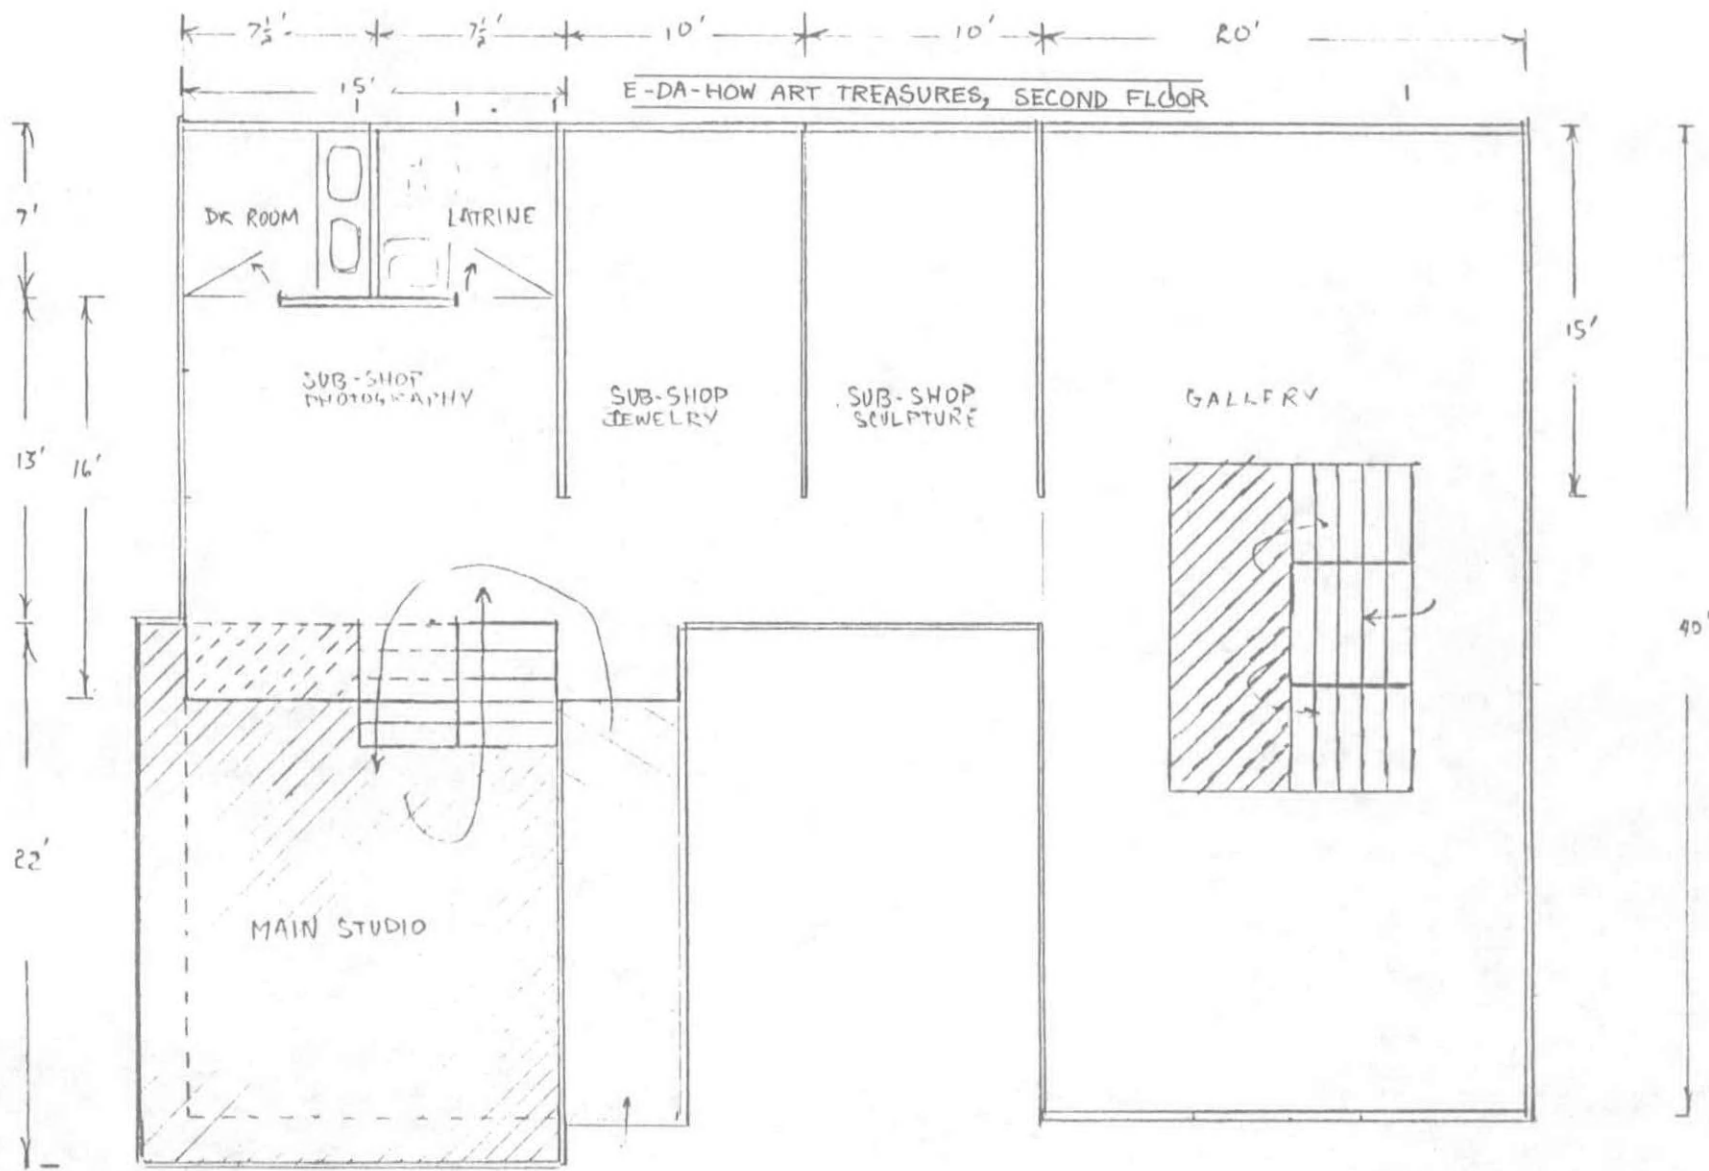 7½' 7½' 10' 10' 20'
15'
E-DA-HOW ART TREASURES, SECOND FLOOR
7'
DK ROOM
LATRINE
15'
SUB-SHOP
PHOTOGRAPHY
SUB-SHOP
JEWELRY
SUB-SHOP
SCULPTURE
GALLERY
13'
16'
40'
22'
MAIN STUDIO